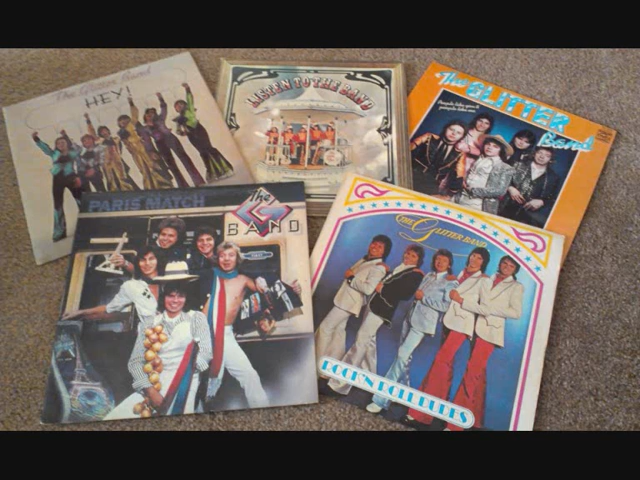 The Glitter Band
HEY!
LISTEN TO THE BAND
The
GLITTER
Band
PARIS MATCH
the
G
BAND
THE Glitter BAND
ROCK'N ROLL DUDES